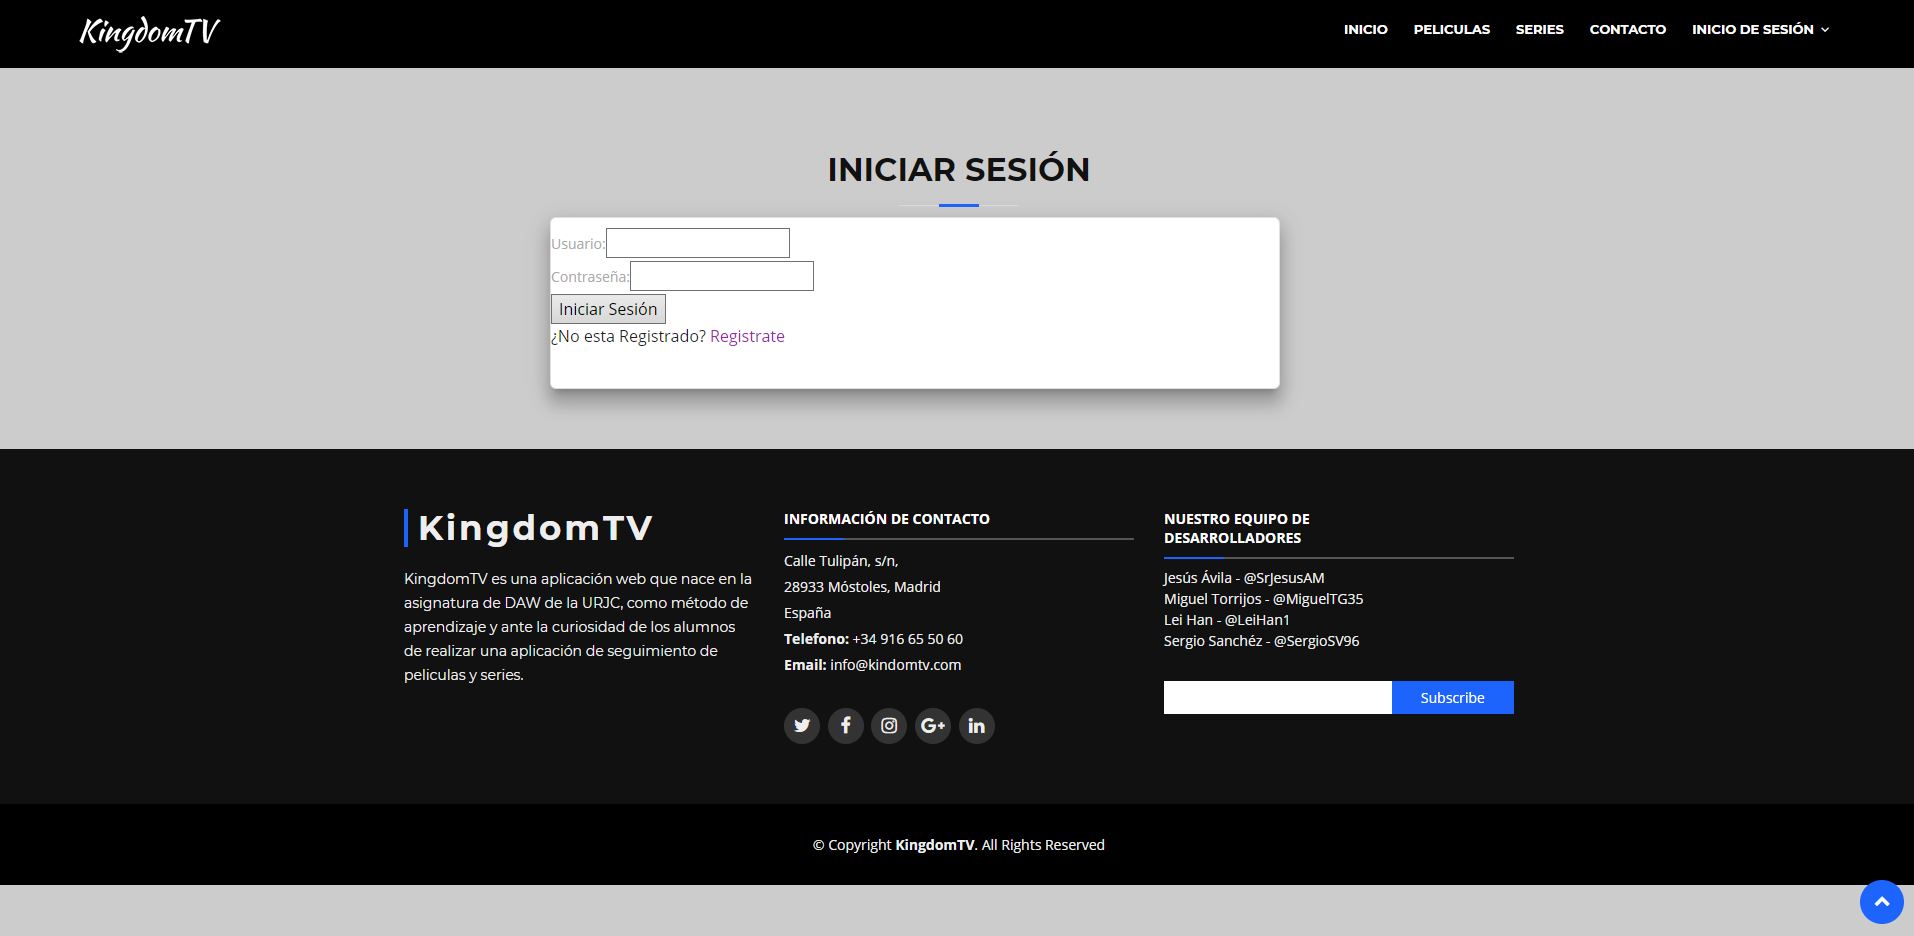 KingdomTV
INICIO PELICULAS SERIES CONTACTO INICIO DE SESIÓN
INICIAR SESIÓN
Usuario:
Contraseña:
Iniciar Sesión
¿No esta Registrado? Registrate
KingdomTV
KingdomTV es una aplicación web que nace en la
asignatura de DAW de la URJC, como método de
aprendizaje y ante la curiosidad de los alumnos
de realizar una aplicación de seguimiento de
peliculas y series.
INFORMACIÓN DE CONTACTO
Calle Tulipán, s/n,
28933 Móstoles, Madrid
España
Telefono: +34 916 65 50 60
Email: info@kindomtv.com
NUESTRO EQUIPO DE
DESARROLLADORES
Jesús Ávila - @SrJesusAM
Miguel Torrijos - @MiguelTG35
Lei Han - @LeiHan1
Sergio Sanchéz - @SergioSV96
Subscribe
© Copyright KingdomTV. All Rights Reserved